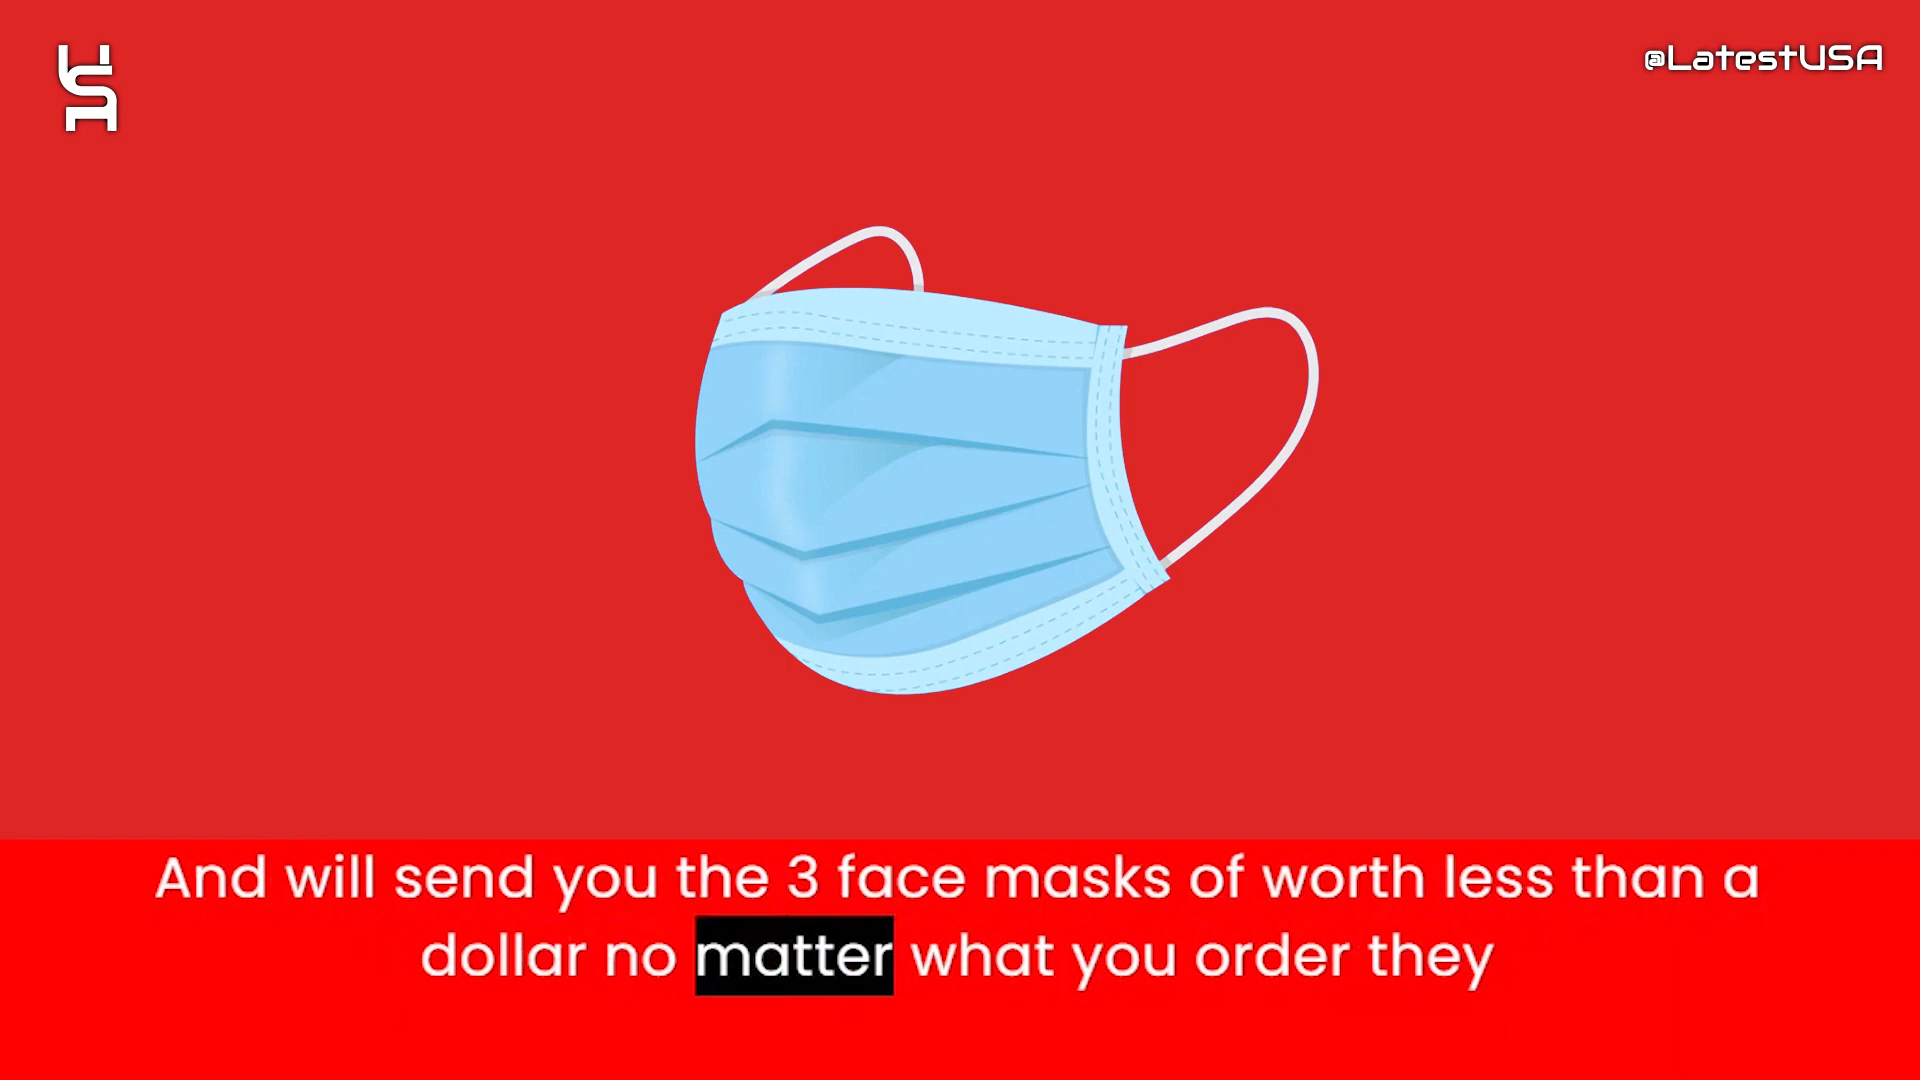 USA
@LatestUSA
And will send you the 3 face masks of worth less than a
dollar no matter what you order they